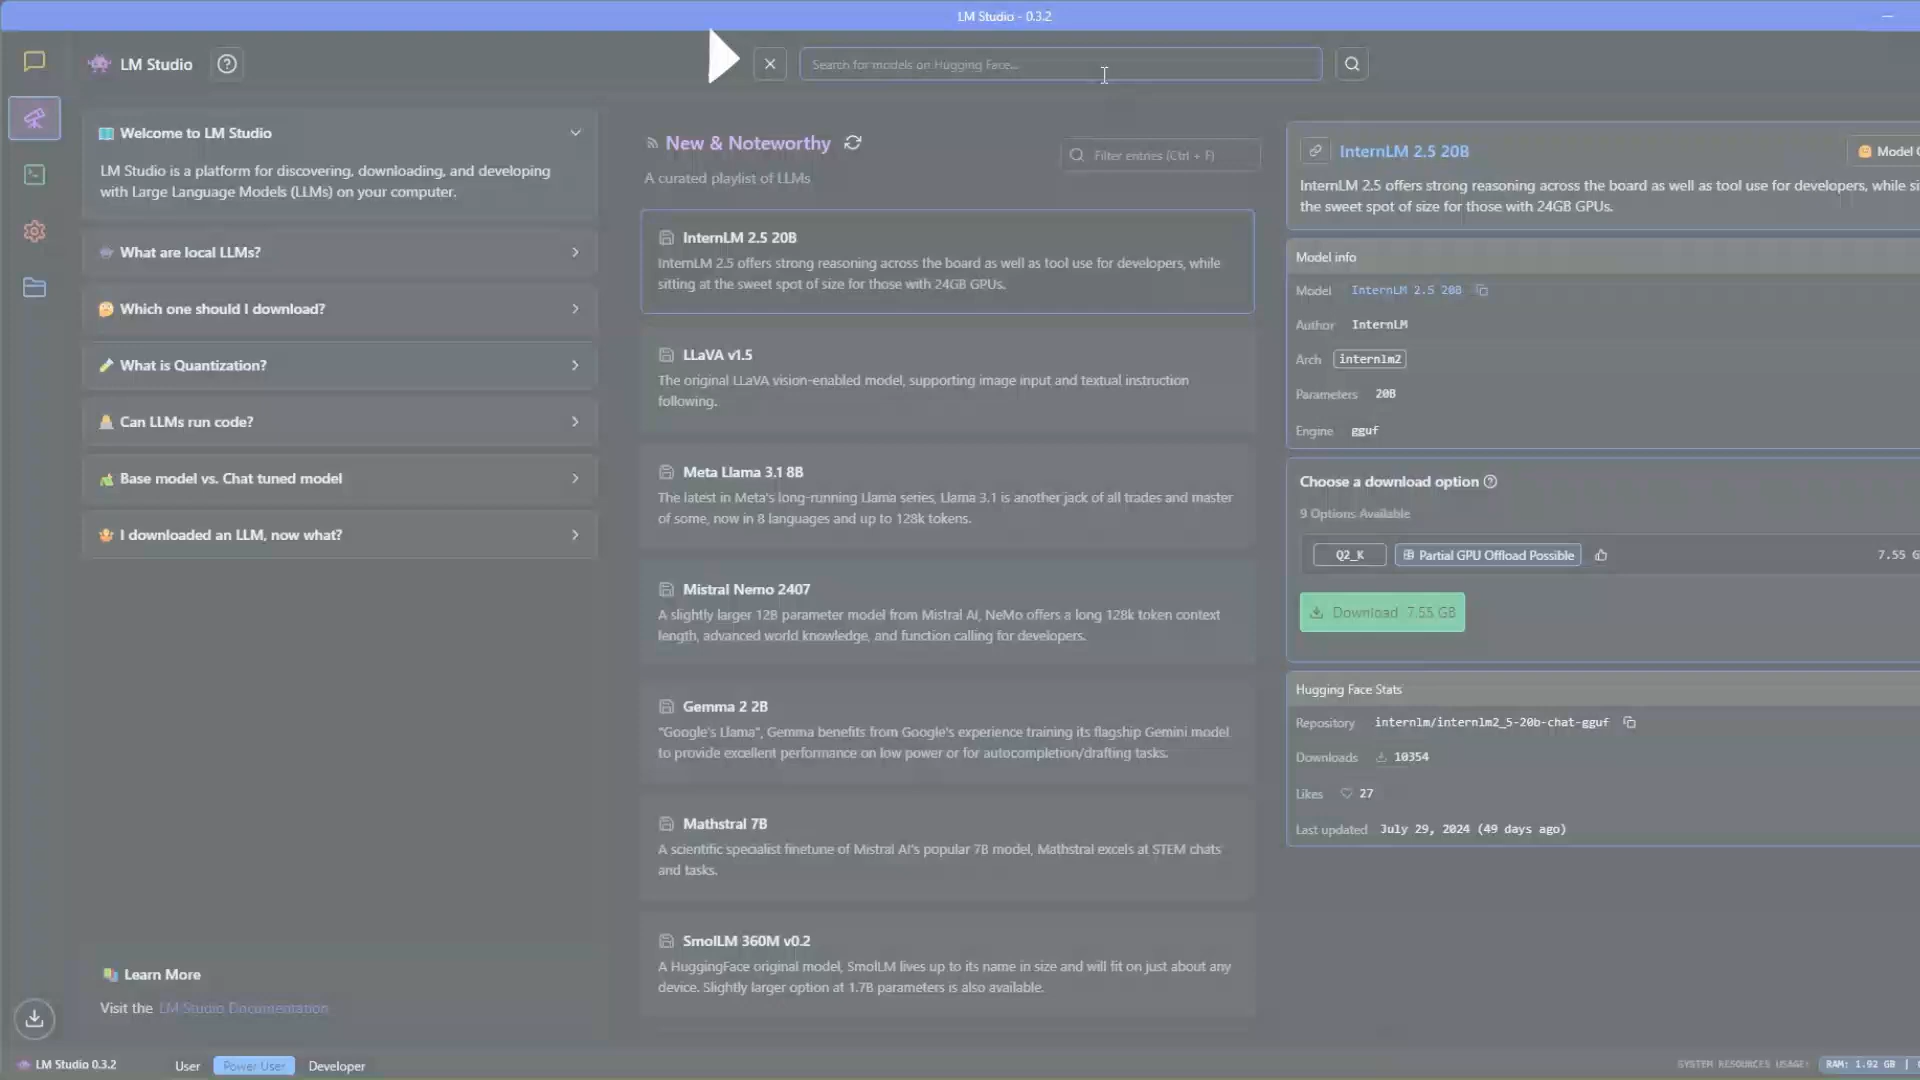 LM Studio - 0.3.2
LM Studio
Search for models on Hugging Face...
Welcome to LM Studio
LM Studio is a platform for discovering, downloading, and developing
with Large Language Models (LLMs) on your computer.
What are local LLMs?
Which one should I download?
What is Quantization?
Can LLMs run code?
Base model vs. Chat tuned model
I downloaded an LLM, now what?
Learn More
Visit the LM Studio Documentation
New & Noteworthy
Filter entries (Ctrl + F)
A curated playlist of LLMs
InternLM 2.5 20B
InternLM 2.5 offers strong reasoning across the board as well as tool use for developers, while
sitting at the sweet spot of size for those with 24GB GPUs.
LLaVA v1.5
The original LLaVA vision-enabled model, supporting image input and textual instruction
following.
Meta Llama 3.1 8B
The latest in Meta's long-running Llama series, Llama 3.1 is another jack of all trades and master
of some, now in 8 languages and up to 128k tokens.
Mistral Nemo 2407
A slightly larger 12B parameter model from Mistral AI, NeMo offers a long 128k token context
length, advanced world knowledge, and function calling for developers.
Gemma 2 2B
"Google's Llama", Gemma benefits from Google's experience training its flagship Gemini model
to provide excellent performance on low power or for autocompletion/drafting tasks.
Mathstral 7B
A scientific specialist finetune of Mistral AI's popular 7B model, Mathstral excels at STEM chats
and tasks.
SmolLM 360M v0.2
A HuggingFace original model, SmolLM lives up to its name in size and will fit on just about any
device. Slightly larger option at 1.7B parameters is also available.
InternLM 2.5 20B
Model
InternLM 2.5 offers strong reasoning across the board as well as tool use for developers, while
the sweet spot of size for those with 24GB GPUs.
Model info
Model InternLM 2.5 20B
Author InternLM
Arch internlm2
Parameters 20B
Engine gguf
Choose a download option
9 Options Available
Q2_K Partial GPU Offload Possible 7.55
Download 7.55 GB
Hugging Face Stats
Repository internlm/internlm2_5-20b-chat-gguf
Downloads 10354
Likes 27
Last updated July 29, 2024 (49 days ago)
LM Studio 0.3.2 User Power User Developer
SYSTEM RESOURCES USAGE: RAM: 1.92 GB |